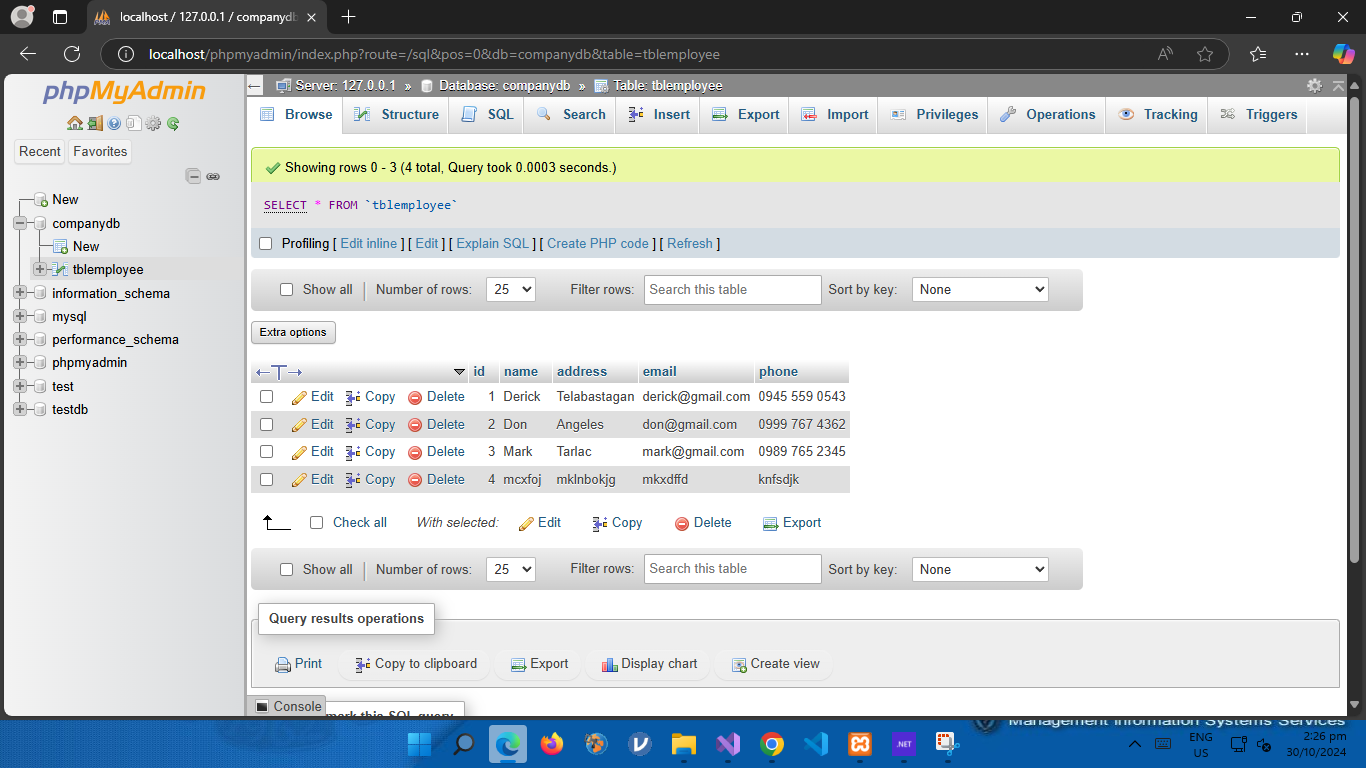 localhost / 127.0.0.1 / companydb
localhost/phpmyadmin/index.php?route=/sql&pos=0&db=companydb&table=tblemployee
phpMyAdmin
Recent Favorites
New
companydb
New
tblemployee
information_schema
mysql
performance_schema
phpmyadmin
test
testdb
Server: 127.0.0.1 » Database: companydb » Table: tblemployee
Browse Structure SQL Search Insert Export Import Privileges Operations Tracking Triggers
Showing rows 0 - 3 (4 total, Query took 0.0003 seconds.)
SELECT * FROM `tblemployee`
Profiling [ Edit inline ] [ Edit ] [ Explain SQL ] [ Create PHP code ] [ Refresh ]
Show all Number of rows: 25 Filter rows: Search this table Sort by key: None
Extra options
id name address email phone
Edit Copy Delete 1 Derick Telabastagan derick@gmail.com 0945 559 0543
Edit Copy Delete 2 Don Angeles don@gmail.com 0999 767 4362
Edit Copy Delete 3 Mark Tarlac mark@gmail.com 0989 765 2345
Edit Copy Delete 4 mcxfoj mklnbokjg mkxdffd knfsdjk
Check all With selected: Edit Copy Delete Export
Show all Number of rows: 25 Filter rows: Search this table Sort by key: None
Query results operations
Print Copy to clipboard Export Display chart Create view
Console
mark this SQL query
Management Information Systems Services
.NET
ENG
US
2:26 pm
30/10/2024